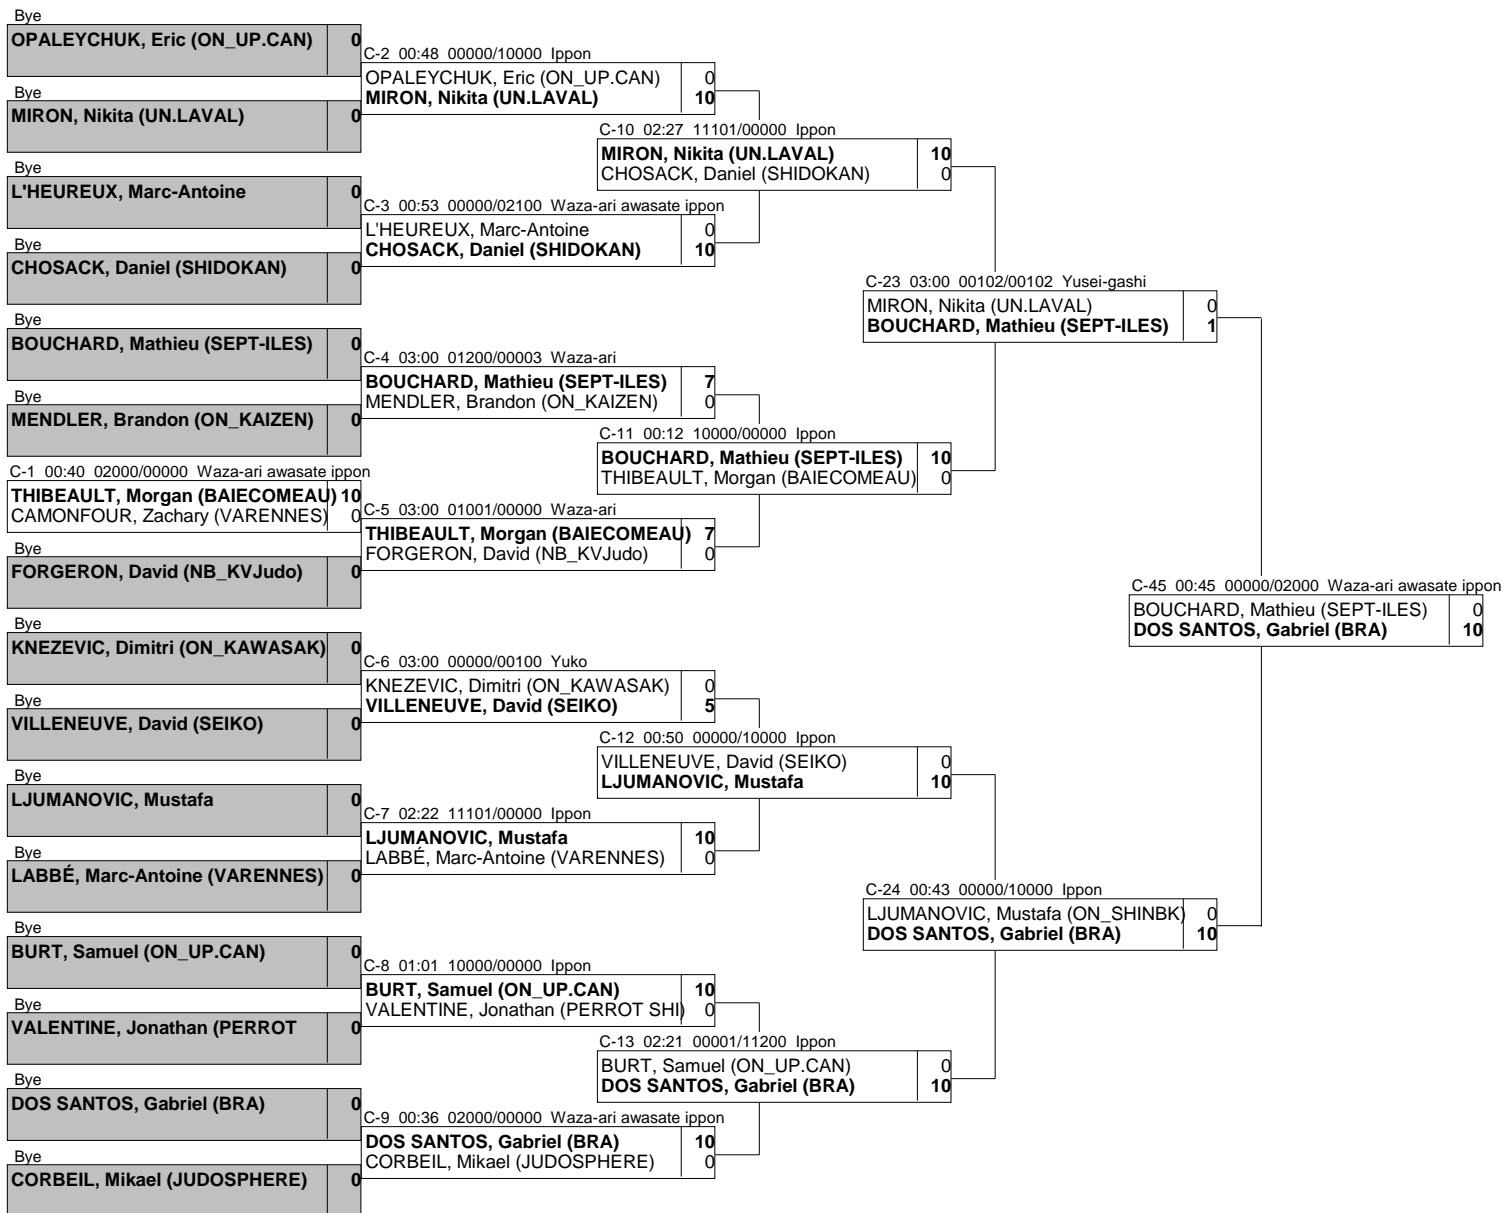 Bye
OPALEYCHUK, Eric (ON_UP.CAN) 0
Bye
MIRON, Nikita (UN.LAVAL) 0
Bye
L'HEUREUX, Marc-Antoine 0
Bye
CHOSACK, Daniel (SHIDOKAN) 0
Bye
BOUCHARD, Mathieu (SEPT-ILES) 0
Bye
MENDLER, Brandon (ON_KAIZEN) 0
C-1 00:40 02000/00000 Waza-ari awasate ippon
THIBEAULT, Morgan (BAIECOMEAU) 10
CAMONFOUR, Zachary (VARENNES) 0
Bye
FORGERON, David (NB_KVJudo) 0
Bye
KNEZEVIC, Dimitri (ON_KAWASAK) 0
Bye
VILLENEUVE, David (SEIKO) 0
Bye
LJUMANOVIC, Mustafa 0
Bye
LABBÉ, Marc-Antoine (VARENNES) 0
Bye
BURT, Samuel (ON_UP.CAN) 0
Bye
VALENTINE, Jonathan (PERROT 0
Bye
DOS SANTOS, Gabriel (BRA) 0
Bye
CORBEIL, Mikael (JUDOSPHERE) 0
C-2 00:48 00000/10000 Ippon
OPALEYCHUK, Eric (ON_UP.CAN) 0
MIRON, Nikita (UN.LAVAL) 10
C-3 00:53 00000/02100 Waza-ari awasate ippon
L'HEUREUX, Marc-Antoine 0
CHOSACK, Daniel (SHIDOKAN) 10
C-4 03:00 01200/00003 Waza-ari
BOUCHARD, Mathieu (SEPT-ILES) 7
MENDLER, Brandon (ON_KAIZEN) 0
C-5 03:00 01001/00000 Waza-ari
THIBEAULT, Morgan (BAIECOMEAU) 7
FORGERON, David (NB_KVJudo) 0
C-6 03:00 00000/00100 Yuko
KNEZEVIC, Dimitri (ON_KAWASAK) 0
VILLENEUVE, David (SEIKO) 5
C-7 02:22 11101/00000 Ippon
LJUMANOVIC, Mustafa 10
LABBÉ, Marc-Antoine (VARENNES) 0
C-8 01:01 10000/00000 Ippon
BURT, Samuel (ON_UP.CAN) 10
VALENTINE, Jonathan (PERROT SHI) 0
C-9 00:36 02000/00000 Waza-ari awasate ippon
DOS SANTOS, Gabriel (BRA) 10
CORBEIL, Mikael (JUDOSPHERE) 0
C-10 02:27 11101/00000 Ippon
MIRON, Nikita (UN.LAVAL) 10
CHOSACK, Daniel (SHIDOKAN) 0
C-11 00:12 10000/00000 Ippon
BOUCHARD, Mathieu (SEPT-ILES) 10
THIBEAULT, Morgan (BAIECOMEAU) 0
C-12 00:50 00000/10000 Ippon
VILLENEUVE, David (SEIKO) 0
LJUMANOVIC, Mustafa 10
C-13 02:21 00001/11200 Ippon
BURT, Samuel (ON_UP.CAN) 0
DOS SANTOS, Gabriel (BRA) 10
C-23 03:00 00102/00102 Yusei-gashi
MIRON, Nikita (UN.LAVAL) 0
BOUCHARD, Mathieu (SEPT-ILES) 1
C-24 00:43 00000/10000 Ippon
LJUMANOVIC, Mustafa (ON_SHINBK) 0
DOS SANTOS, Gabriel (BRA) 10
C-45 00:45 00000/02000 Waza-ari awasate ippon
BOUCHARD, Mathieu (SEPT-ILES) 0
DOS SANTOS, Gabriel (BRA) 10